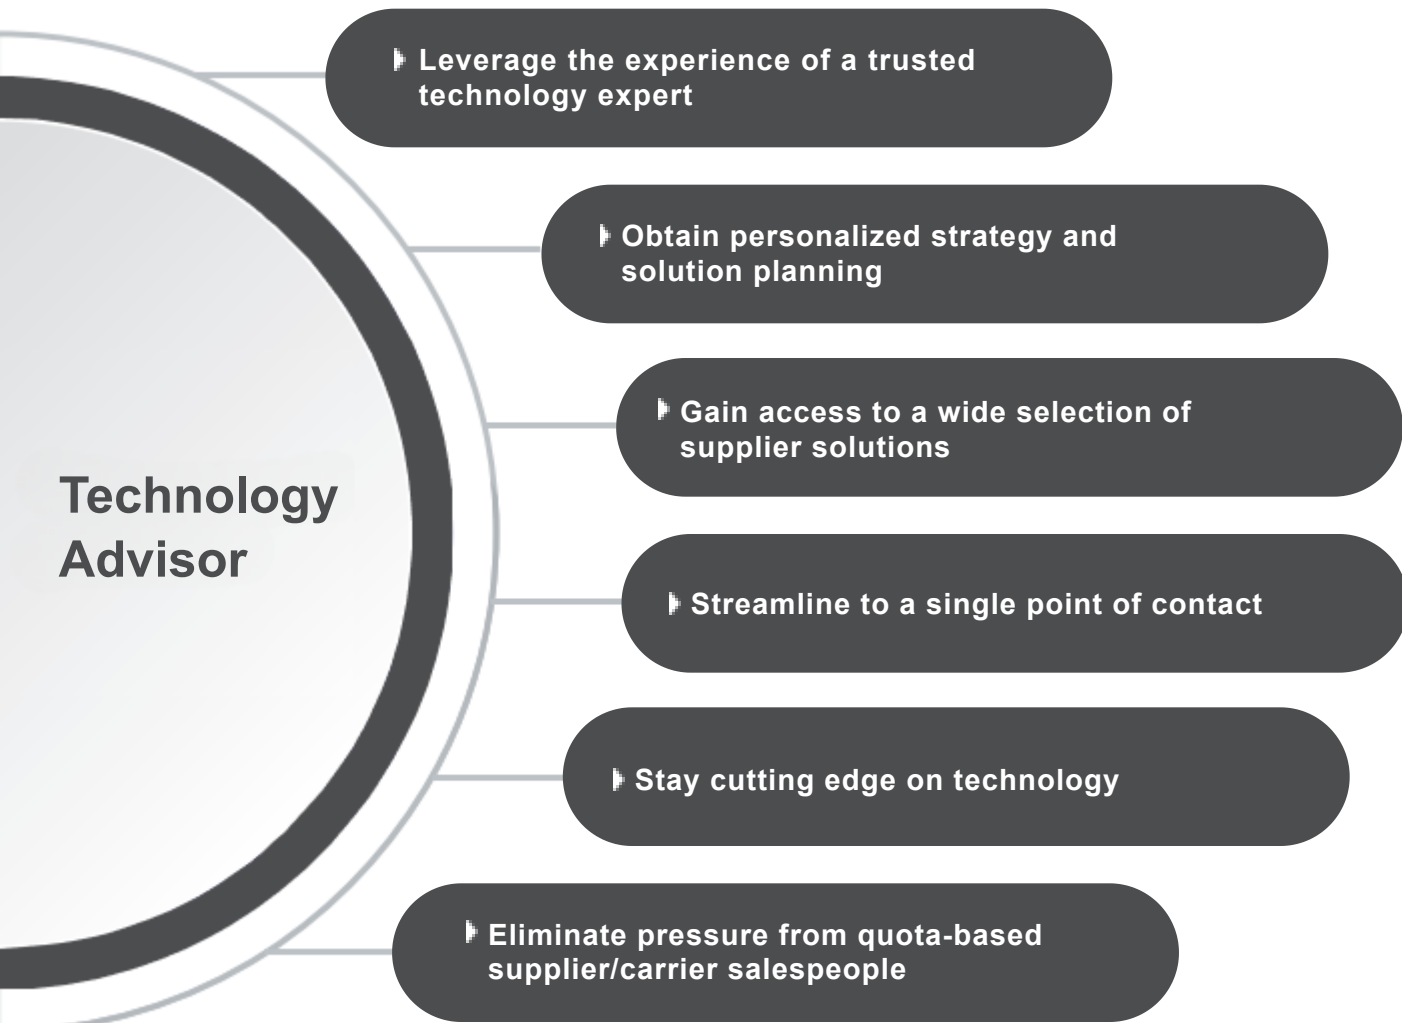 Leverage the experience of a trusted
technology expert
Obtain personalized strategy and
solution planning
Gain access to a wide selection of
supplier solutions
Technology
Advisor
Streamline to a single point of contact
Stay cutting edge on technology
Eliminate pressure from quota-based
supplier/carrier salespeople